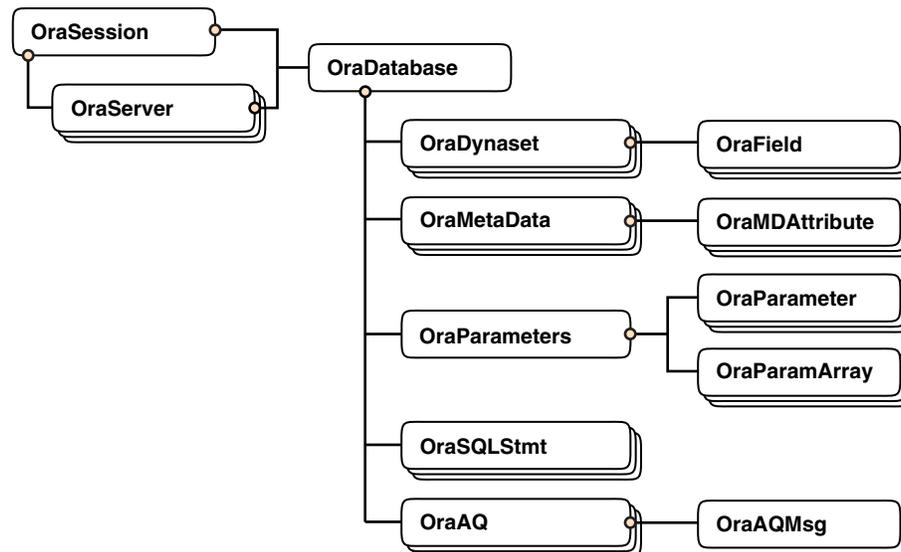 OraSession
OraDatabase
OraServer
OraDynaset
OraField
OraMetaData
OraMDAttribute
OraParameters
OraParameter
OraParamArray
OraSQLStmt
OraAQ
OraAQMsg